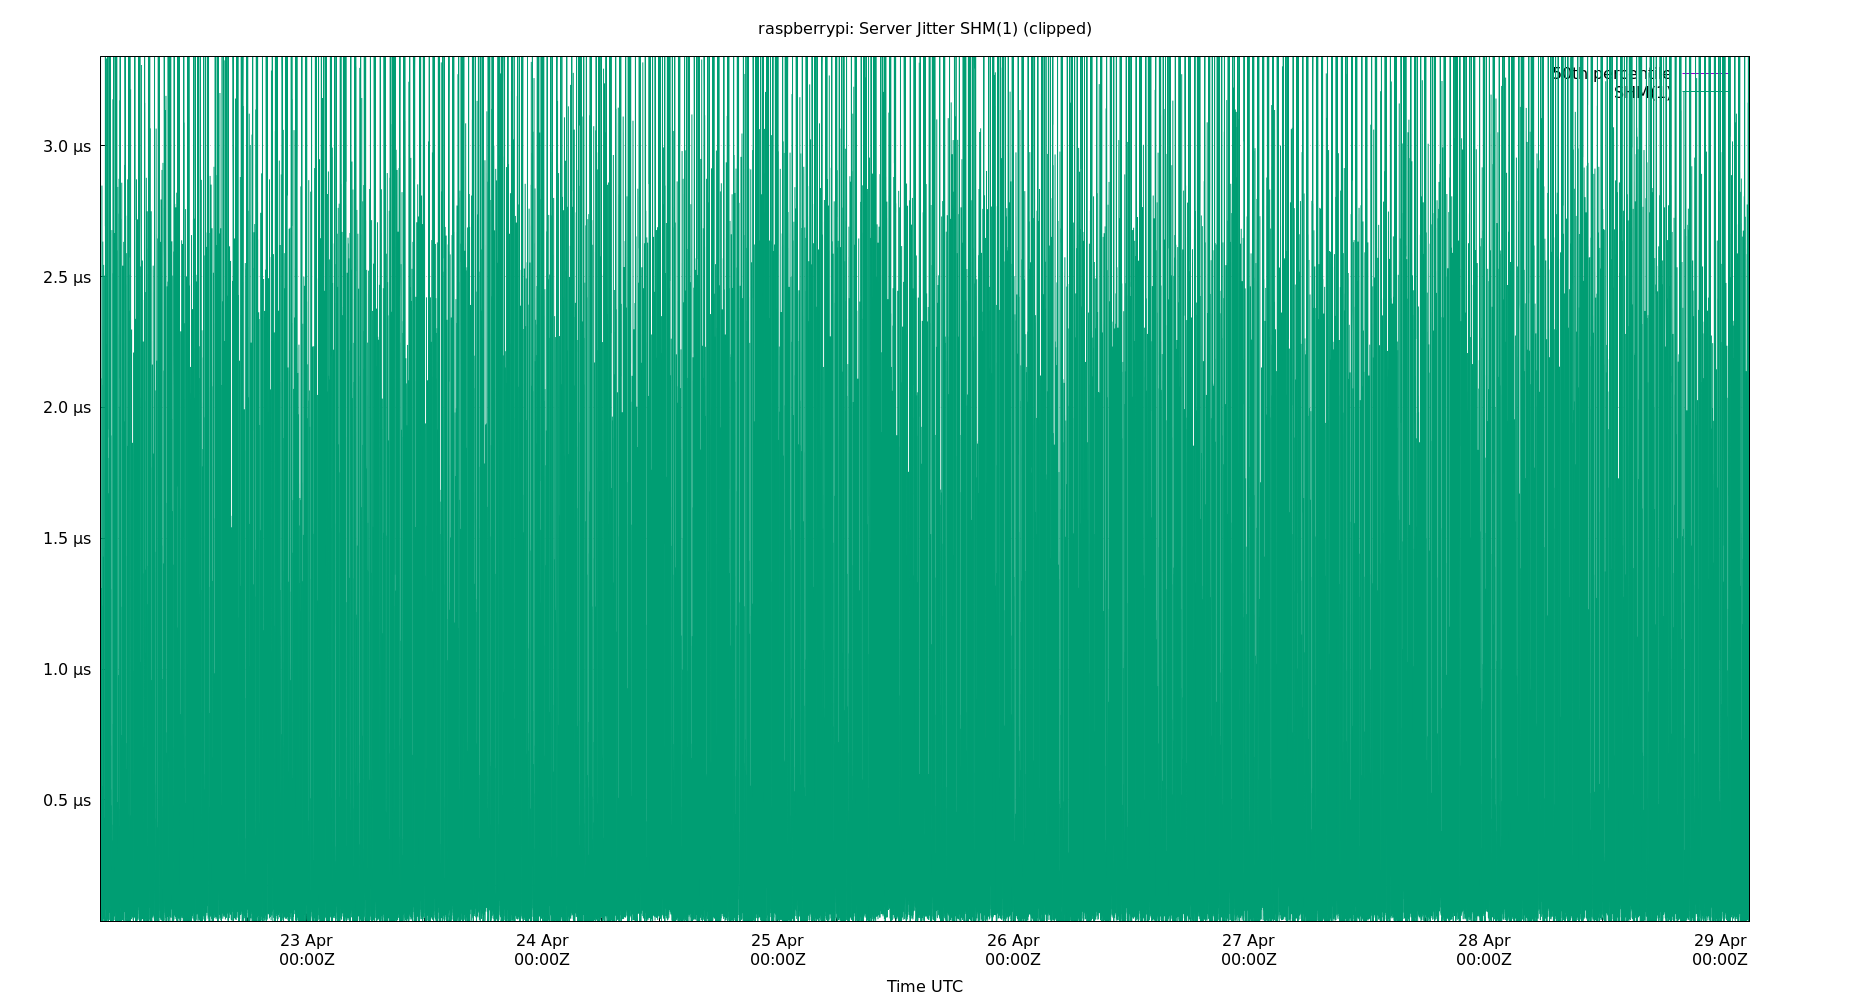 raspberrypi: Server Jitter SHM(1) (clipped)
50th percentile
SHM(1)
3.0 µs
2.5 µs
2.0 µs
1.5 µs
1.0 µs
0.5 µs
23 Apr 24 Apr 25 Apr 26 Apr 27 Apr 28 Apr 29 Apr
00:00Z 00:00Z 00:00Z 00:00Z 00:00Z 00:00Z 00:00Z
Time UTC